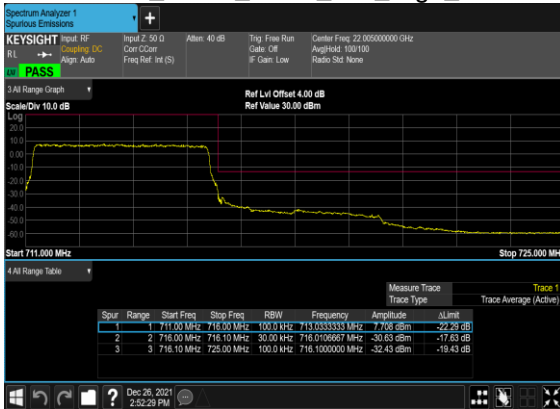 Spectrum Analyzer 1
Spurious Emissions
KEYSIGHT
RL
Input: RF
Coupling: DC
Align: Auto
Input Z: 50 Ω
Corr CCorr
Freq Ref: Int (S)
Atten: 40 dB
Trig: Free Run
Gate: Off
IF Gain: Low
Center Freq: 22.005000000 GHz
Avg|Hold: 100/100
Radio Std: None
PASS
3 All Range Graph
Scale/Div 10.0 dB
Ref Lvl Offset 4.00 dB
Ref Value 30.00 dBm
Log
20.0
10.0
0.00
-10.0
-20.0
-30.0
-40.0
-50.0
-60.0
Start 711.000 MHz
Stop 725.000 MH
4 All Range Table
Measure Trace Trace 1
Trace Type Trace Average (Active)
Spur Range Start Freq Stop Freq RBW Frequency Amplitude ΔLimit
1 1 711.00 MHz 716.00 MHz 100.0 kHz 713.0333333 MHz 7.708 dBm -22.29 dB
2 2 716.00 MHz 716.10 MHz 30.00 kHz 716.0106667 MHz -30.63 dBm -17.63 dB
3 3 716.10 MHz 725.00 MHz 100.0 kHz 716.1000000 MHz -32.43 dBm -19.43 dB
Dec 26, 2021
2:52:29 PM